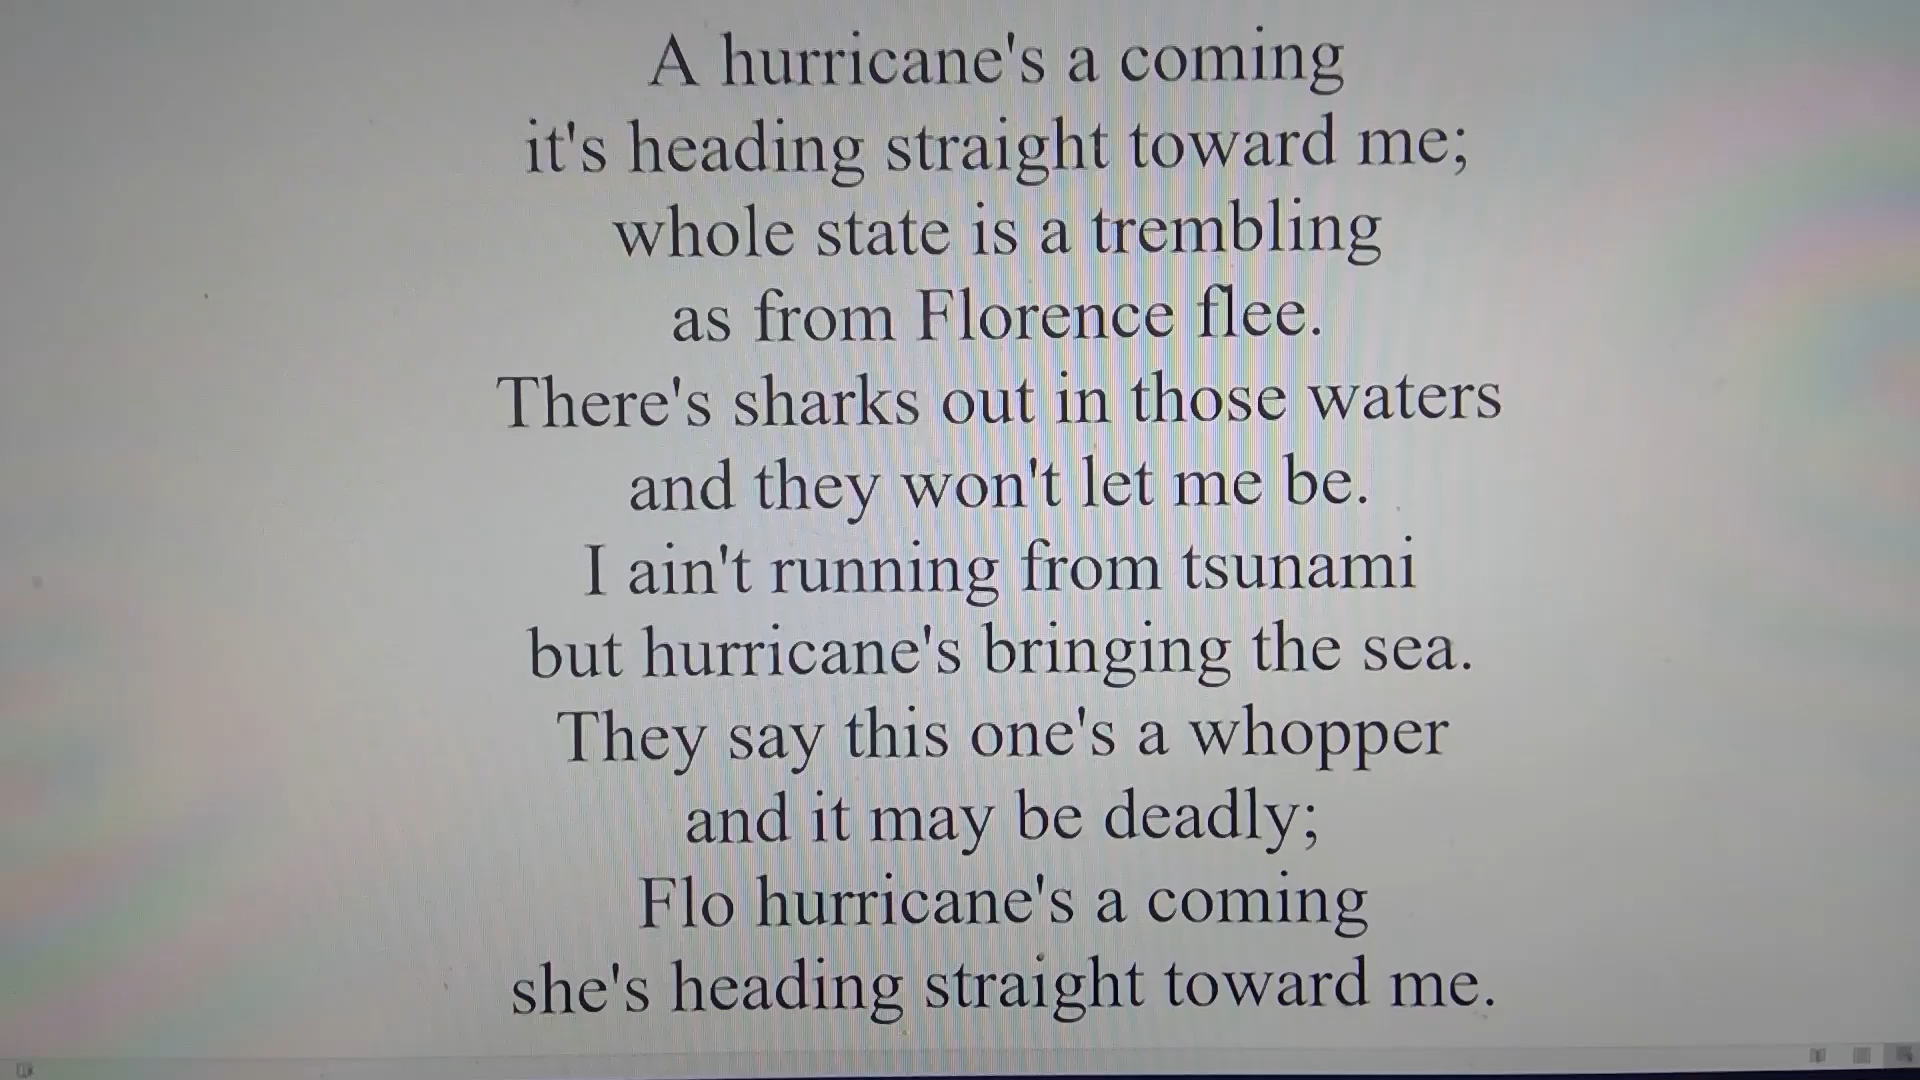 A hurricane's a coming
it's heading straight toward me;
whole state is a trembling
as from Florence flee.
There's sharks out in those waters
and they won't let me be.
I ain't running from tsunami
but hurricane's bringing the sea.
They say this one's a whopper
and it may be deadly;
Flo hurricane's a coming
she's heading straight toward me.